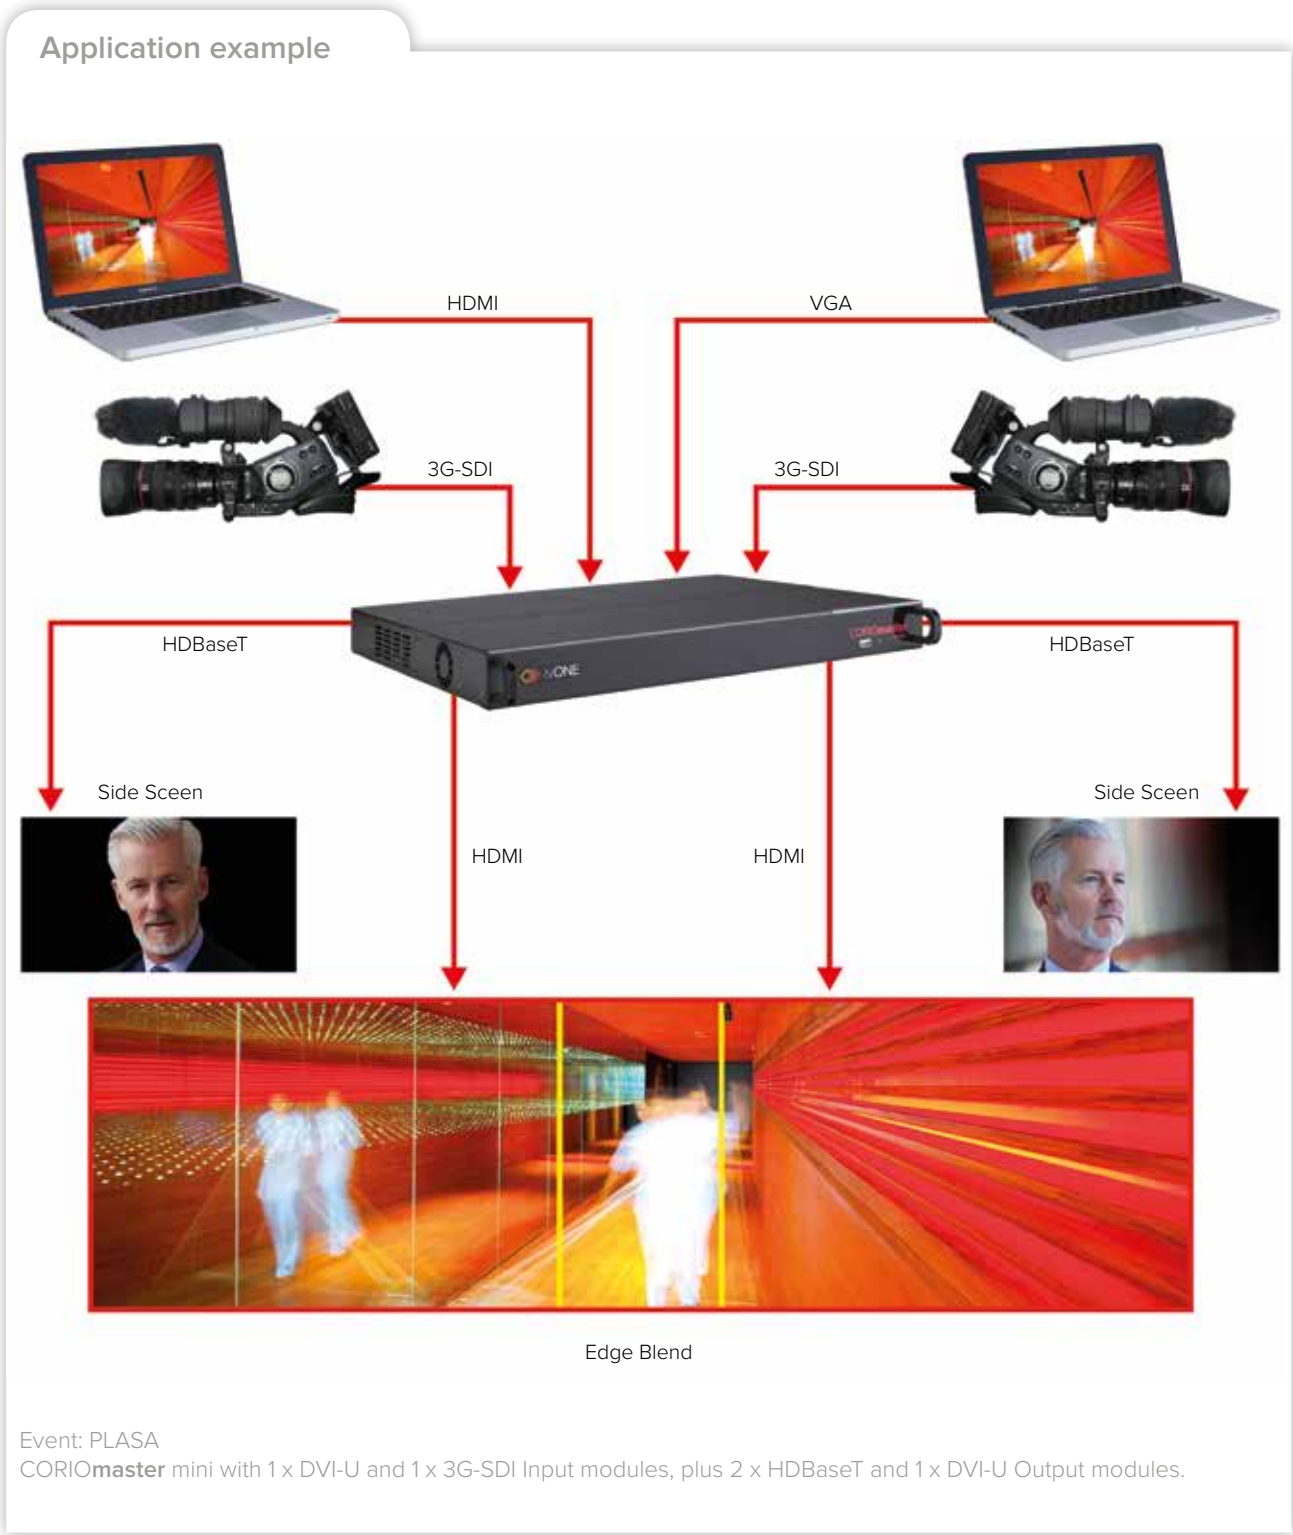 Application example
HDMI
VGA
3G-SDI
3G-SDI
HDBaseT
HDBaseT
tvONE
CORIOmaster
Side Sceen
Side Sceen
HDMI
HDMI
Edge Blend
Event: PLASA
CORIOmaster mini with 1 x DVI-U and 1 x 3G-SDI Input modules, plus 2 x HDBaseT and 1 x DVI-U Output modules.